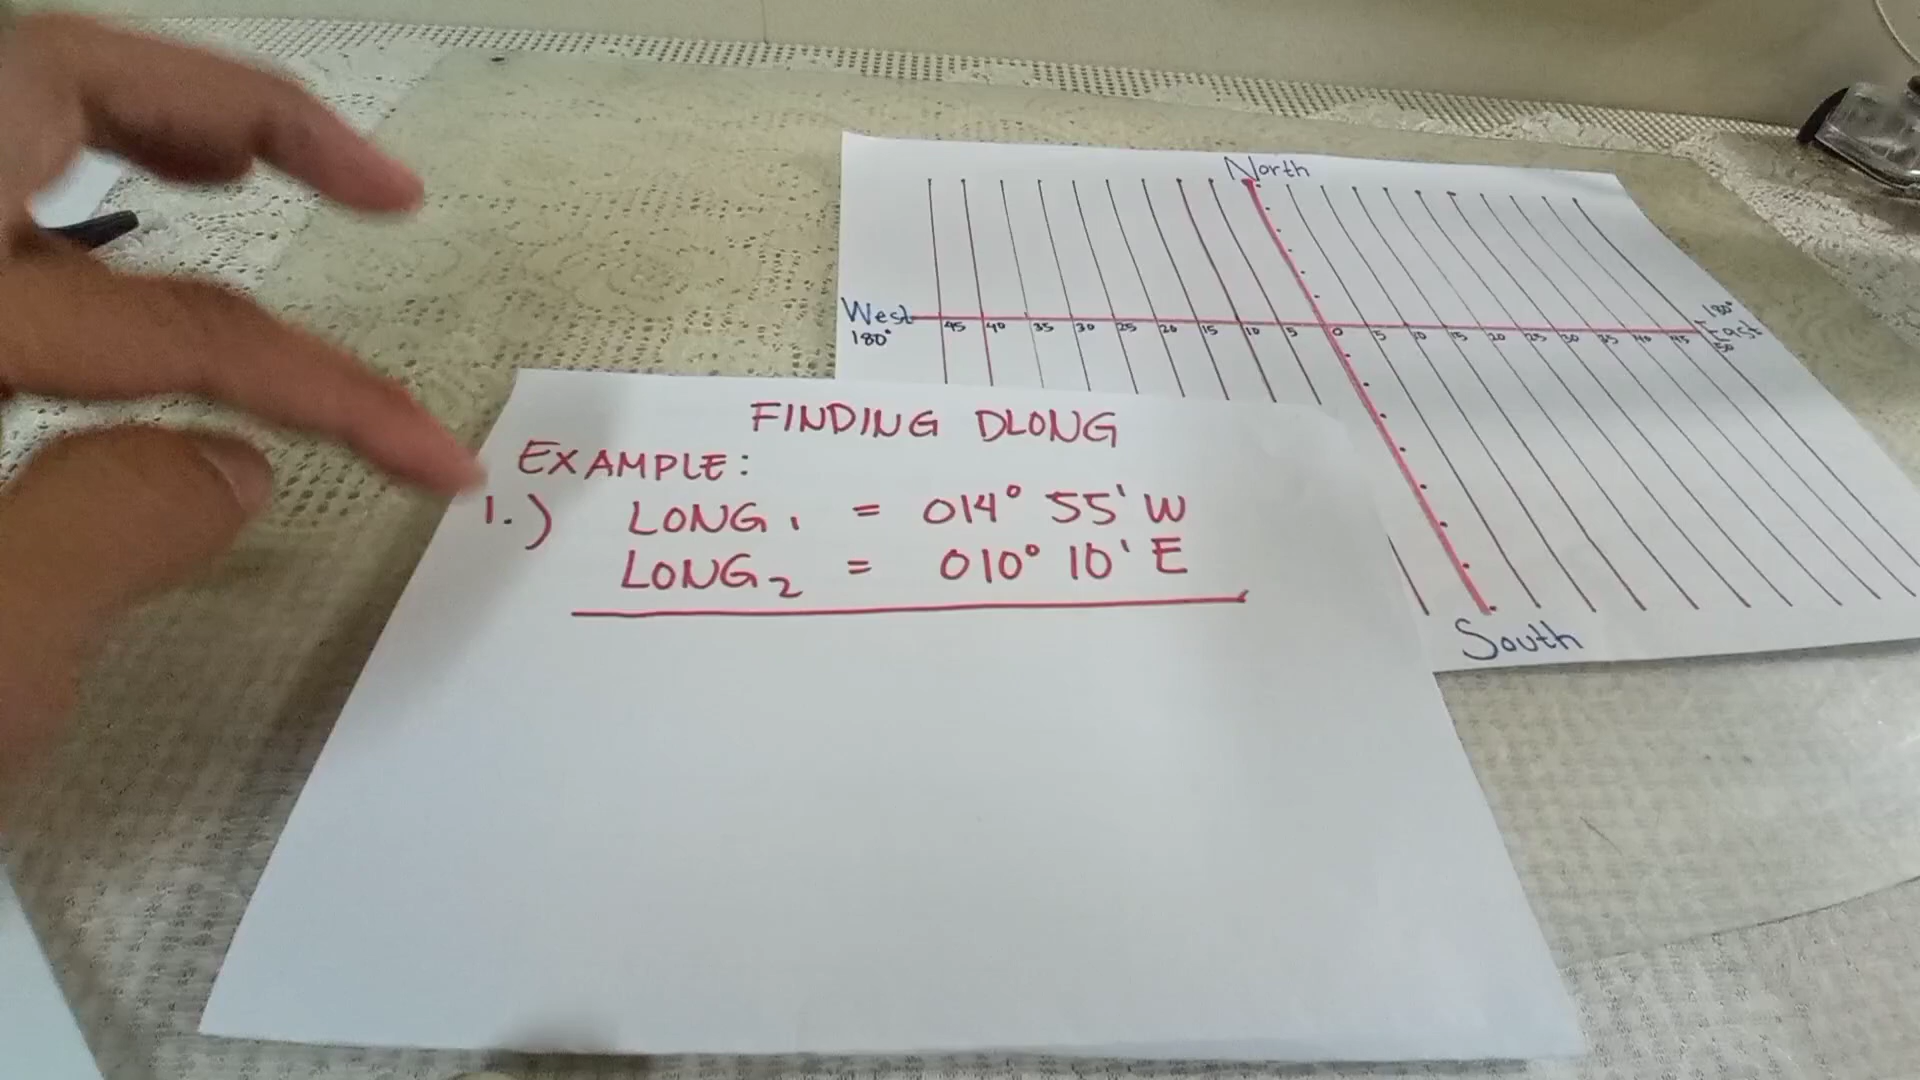 North
West 45 40 35 30 25 20 15 10 5 0 5 10 15 20 25 30 35 40 45 50 East
180° 180°
South
FINDING DLONG
EXAMPLE:
1.) LONG₁ = 014° 55' W
LONG₂ = 010° 10' E